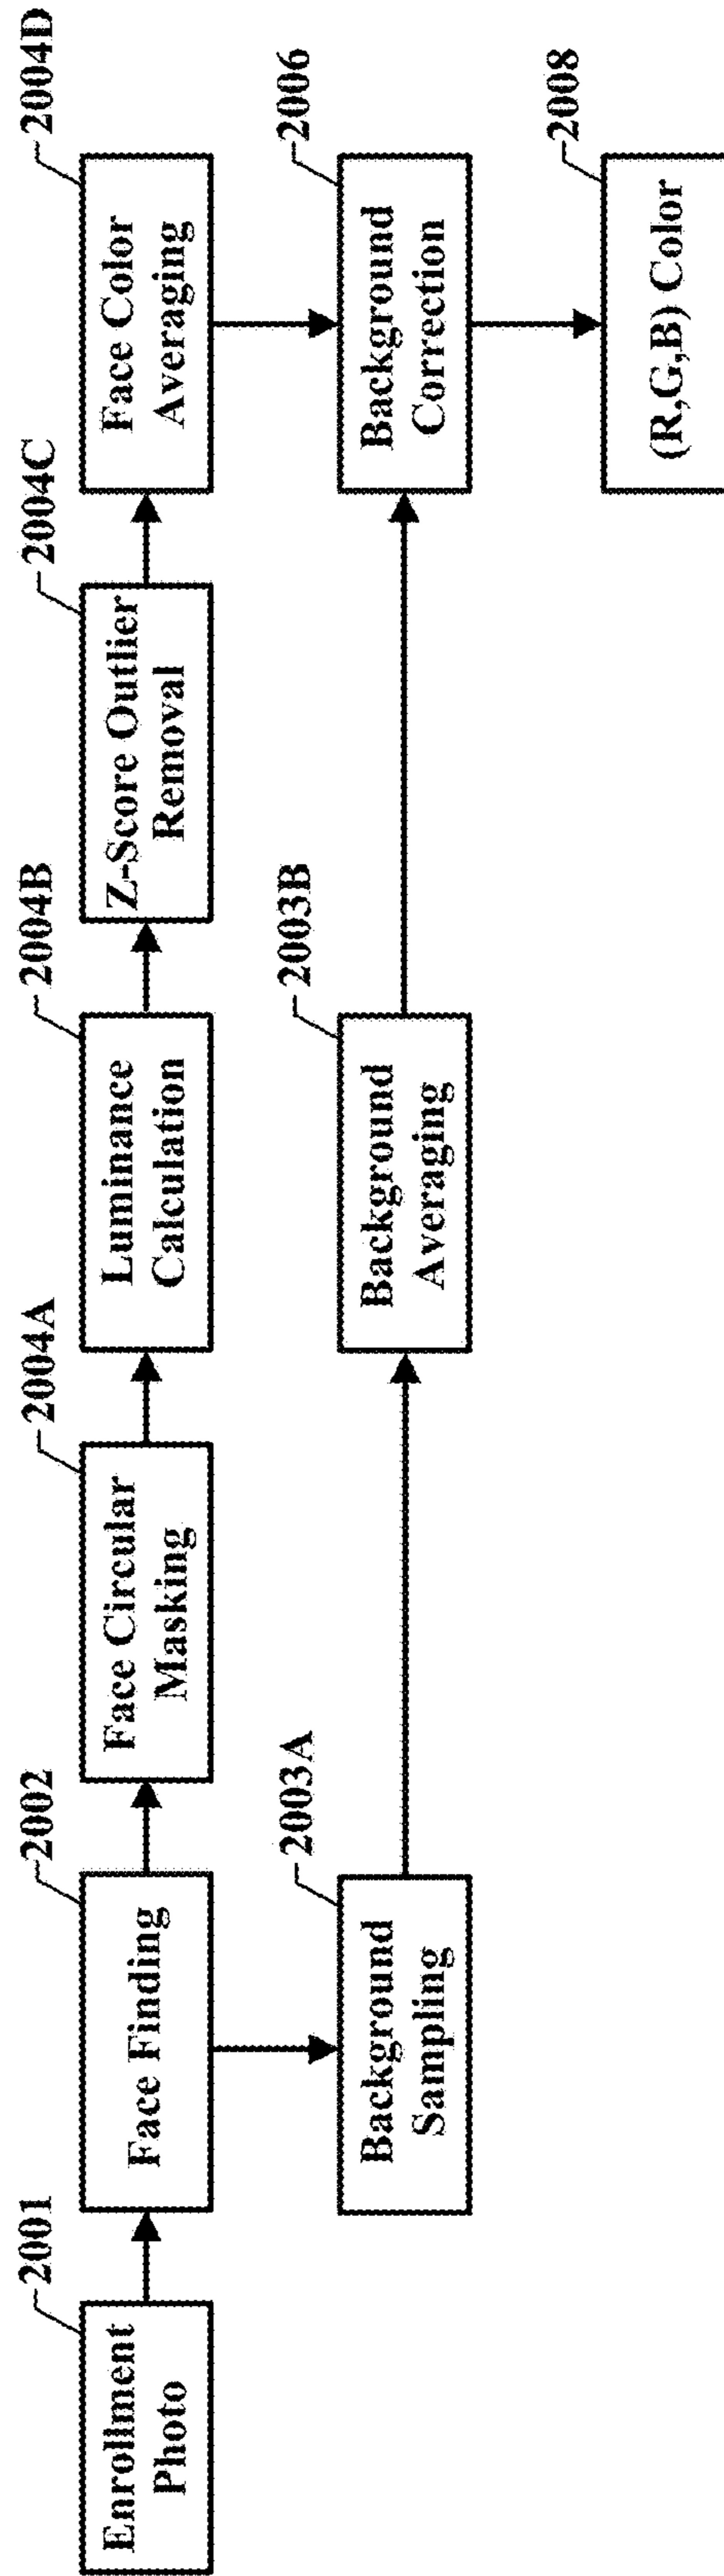 2001
Enrollment
Photo
2002
Face Finding
2004A
Face Circular
Masking
2004B
Luminance
Calculation
2004C
Z-Score Outlier
Removal
2004D
Face Color
Averaging
2003A
Background
Sampling
2003B
Background
Averaging
2006
Background
Correction
2008
(R,G,B) Color